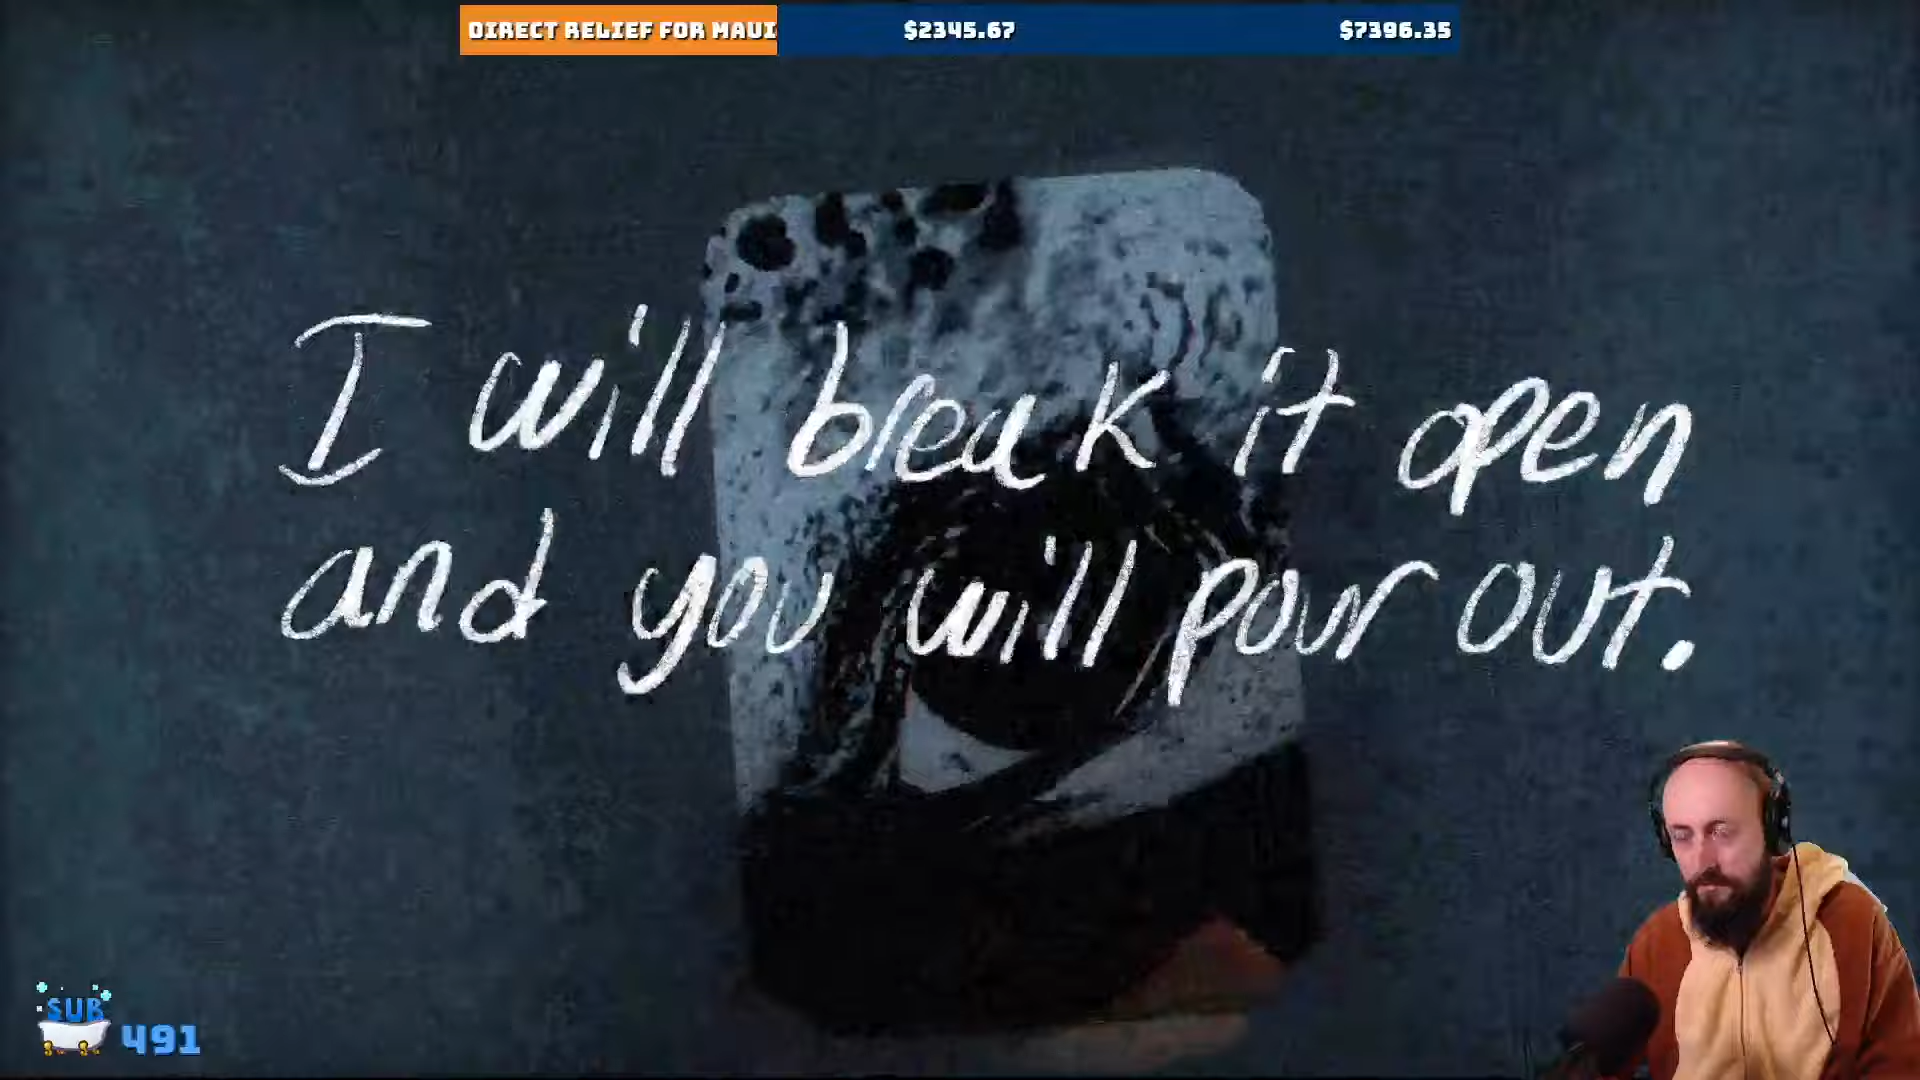 DIRECT RELIEF FOR MAUI $2345.67 $7396.35
I will break it open
and you will pour out.
SUB 491